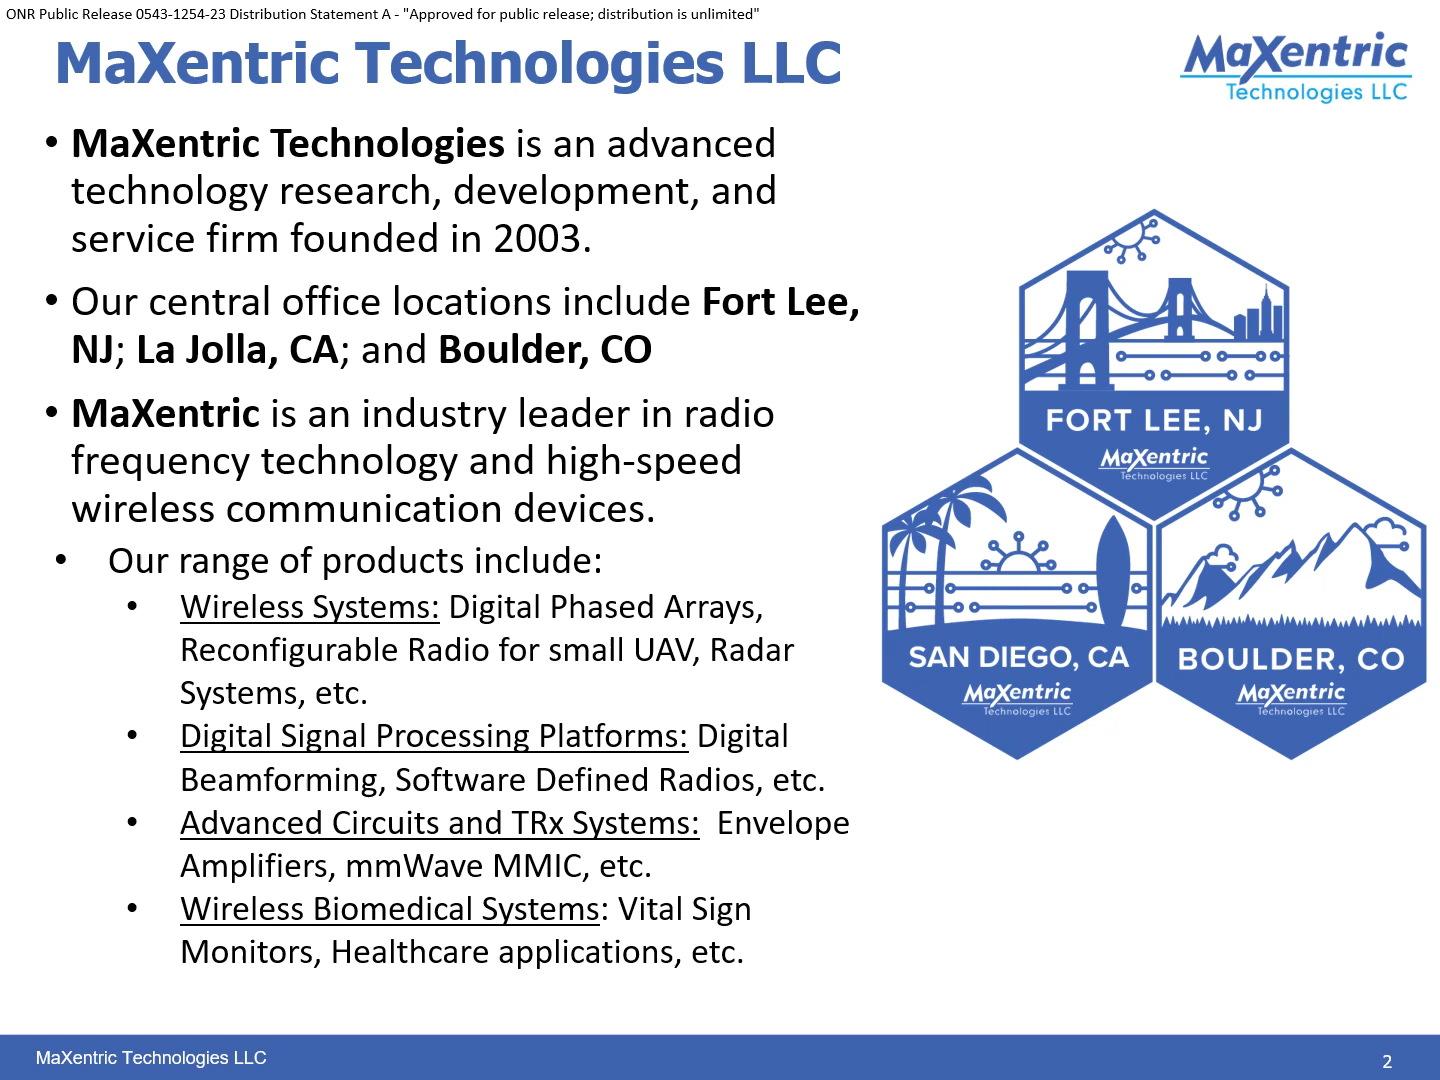 ONR Public Release 0543-1254-23 Distribution Statement A - "Approved for public release; distribution is unlimited"
MaXentric Technologies LLC
MaXentric
Technologies LLC
• MaXentric Technologies is an advanced
technology research, development, and
service firm founded in 2003.
• Our central office locations include Fort Lee,
NJ; La Jolla, CA; and Boulder, CO
• MaXentric is an industry leader in radio
frequency technology and high-speed
wireless communication devices.
• Our range of products include:
• Wireless Systems: Digital Phased Arrays,
Reconfigurable Radio for small UAV, Radar
Systems, etc.
• Digital Signal Processing Platforms: Digital
Beamforming, Software Defined Radios, etc.
• Advanced Circuits and TRx Systems:  Envelope
Amplifiers, mmWave MMIC, etc.
• Wireless Biomedical Systems: Vital Sign
Monitors, Healthcare applications, etc.
FORT LEE, NJ
MaXentric
Technologies LLC
SAN DIEGO, CA
MaXentric
Technologies LLC
BOULDER, CO
MaXentric
Technologies LLC
MaXentric Technologies LLC
2